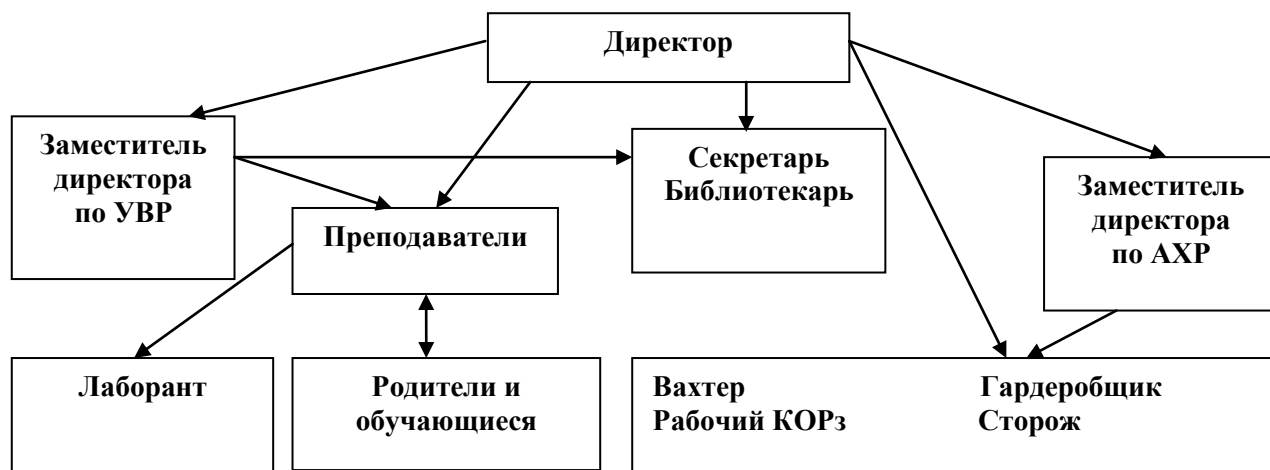 Директор
Заместитель
директора
по УВР
Секретарь
Библиотекарь
Заместитель
директора
по АХР
Преподаватели
Лаборант
Родители и
обучающиеся
Вахтер Гардеробщик
Рабочий КОРз Сторож